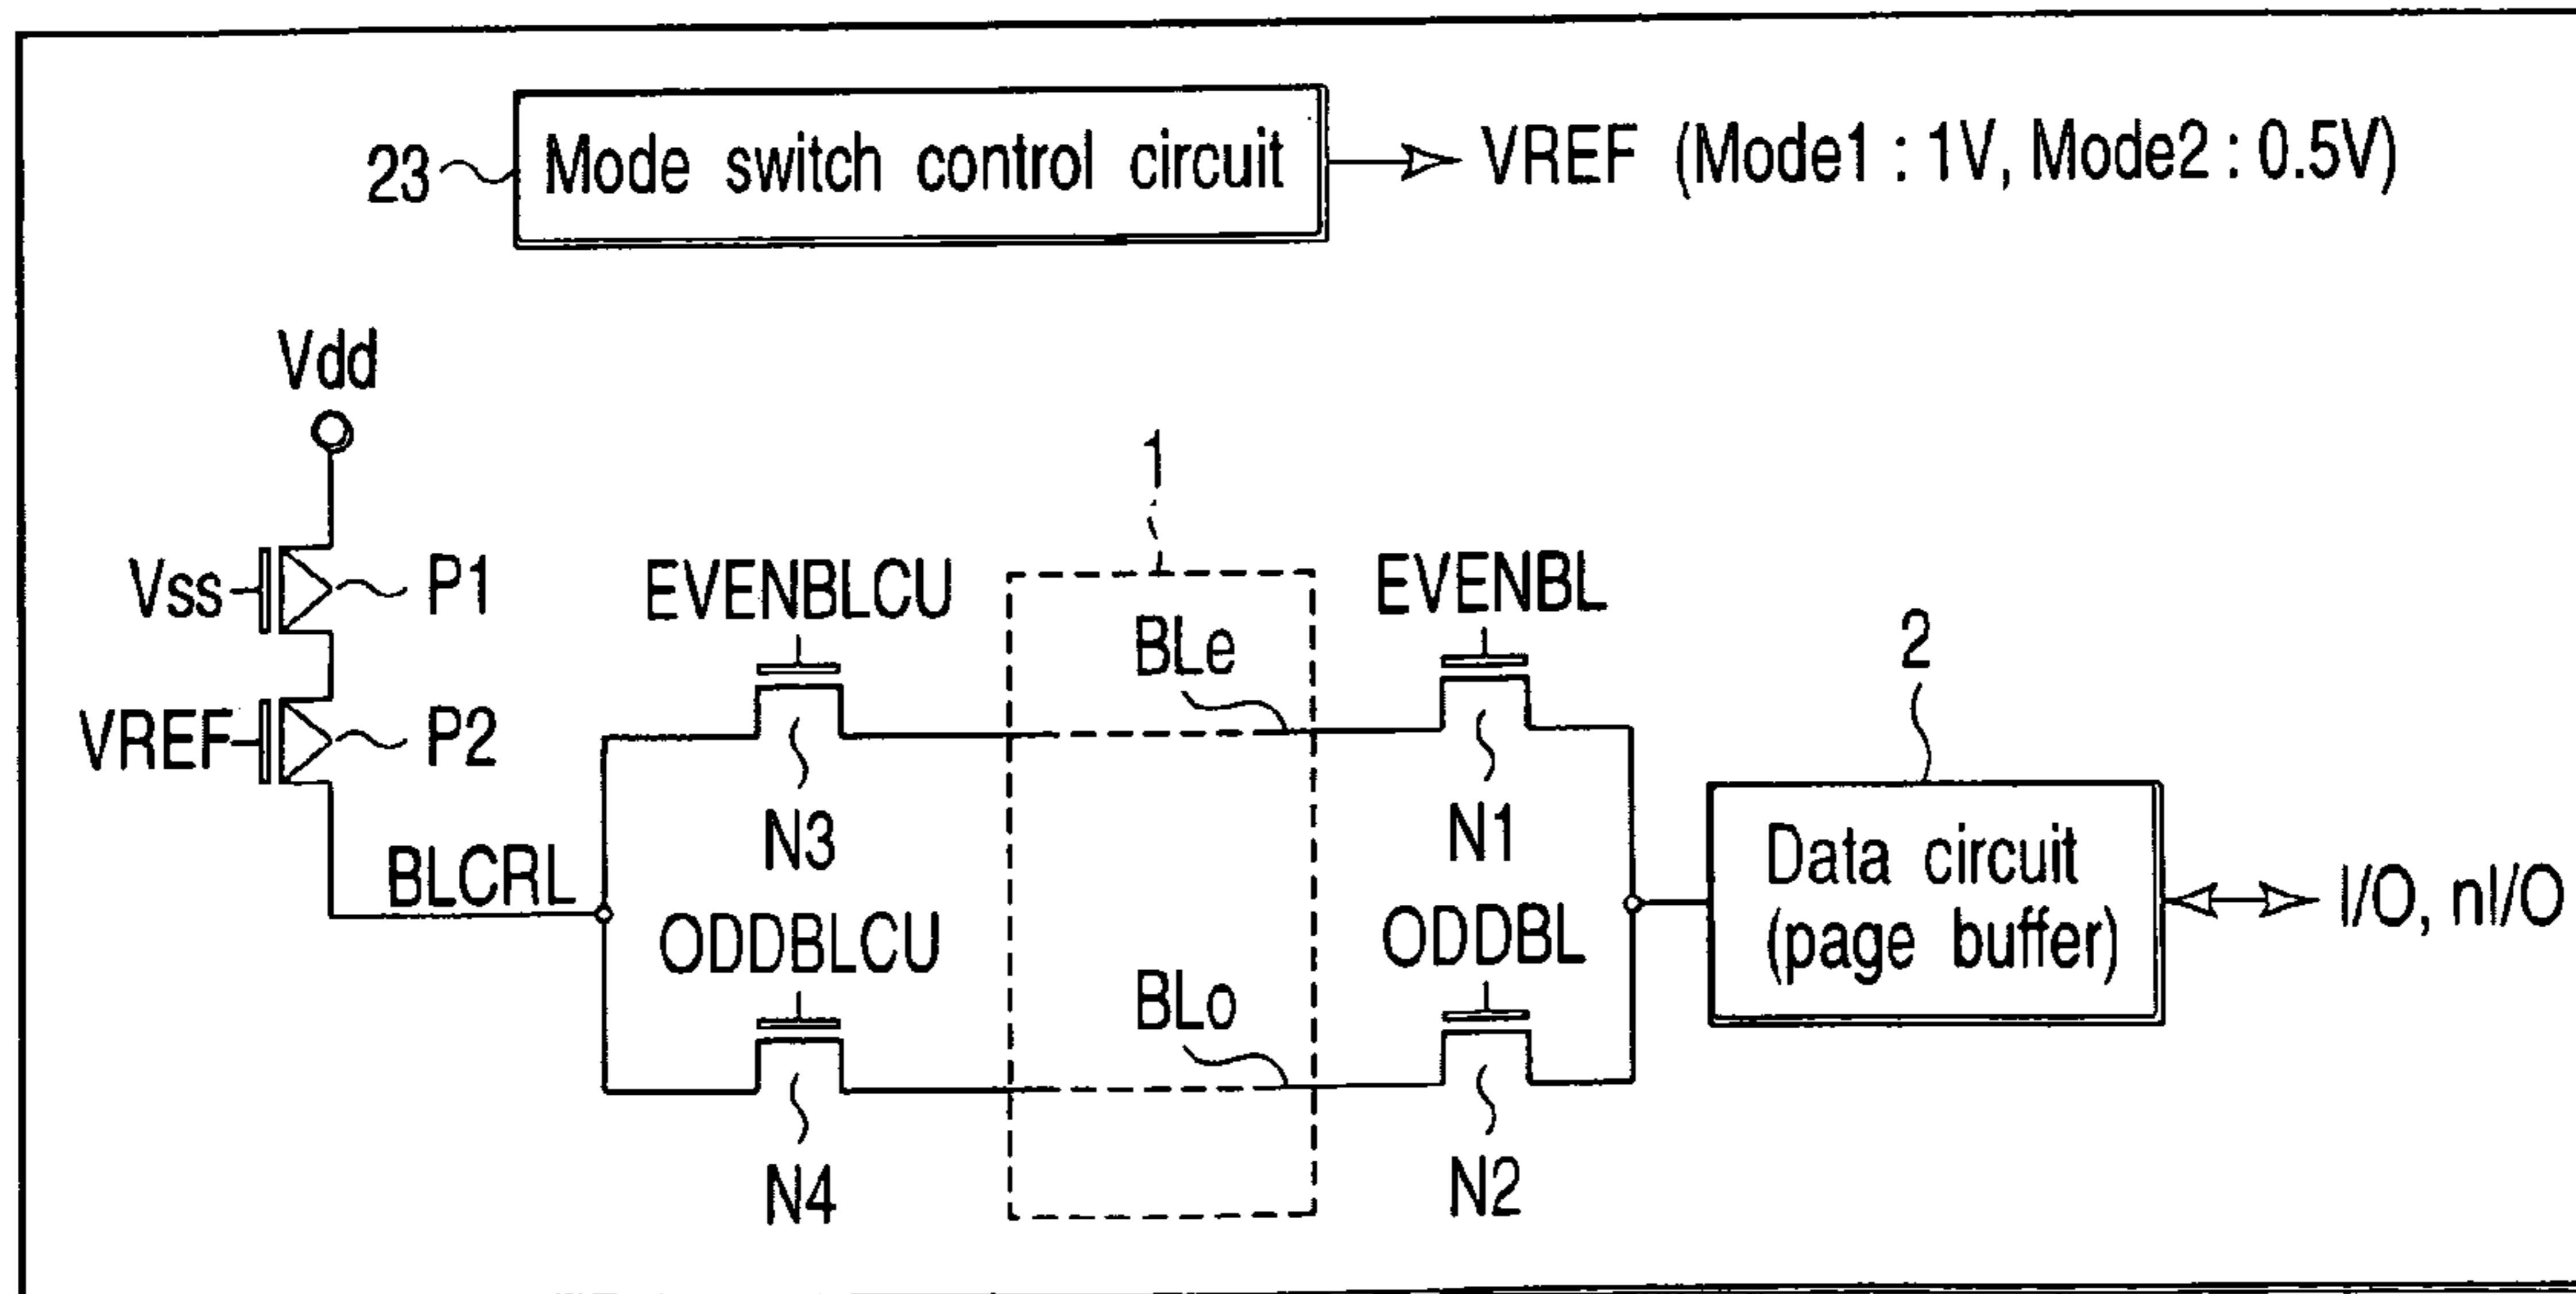 23
Mode switch control circuit
VREF (Mode1 : 1V, Mode2 : 0.5V)
Vdd
1
Vss
P1
EVENBLCU
BLe
EVENBL
2
VREF
P2
N3
N1
Data circuit
(page buffer)
I/O, nI/O
BLCRL
ODDBLCU
BLo
ODDBL
N4
N2